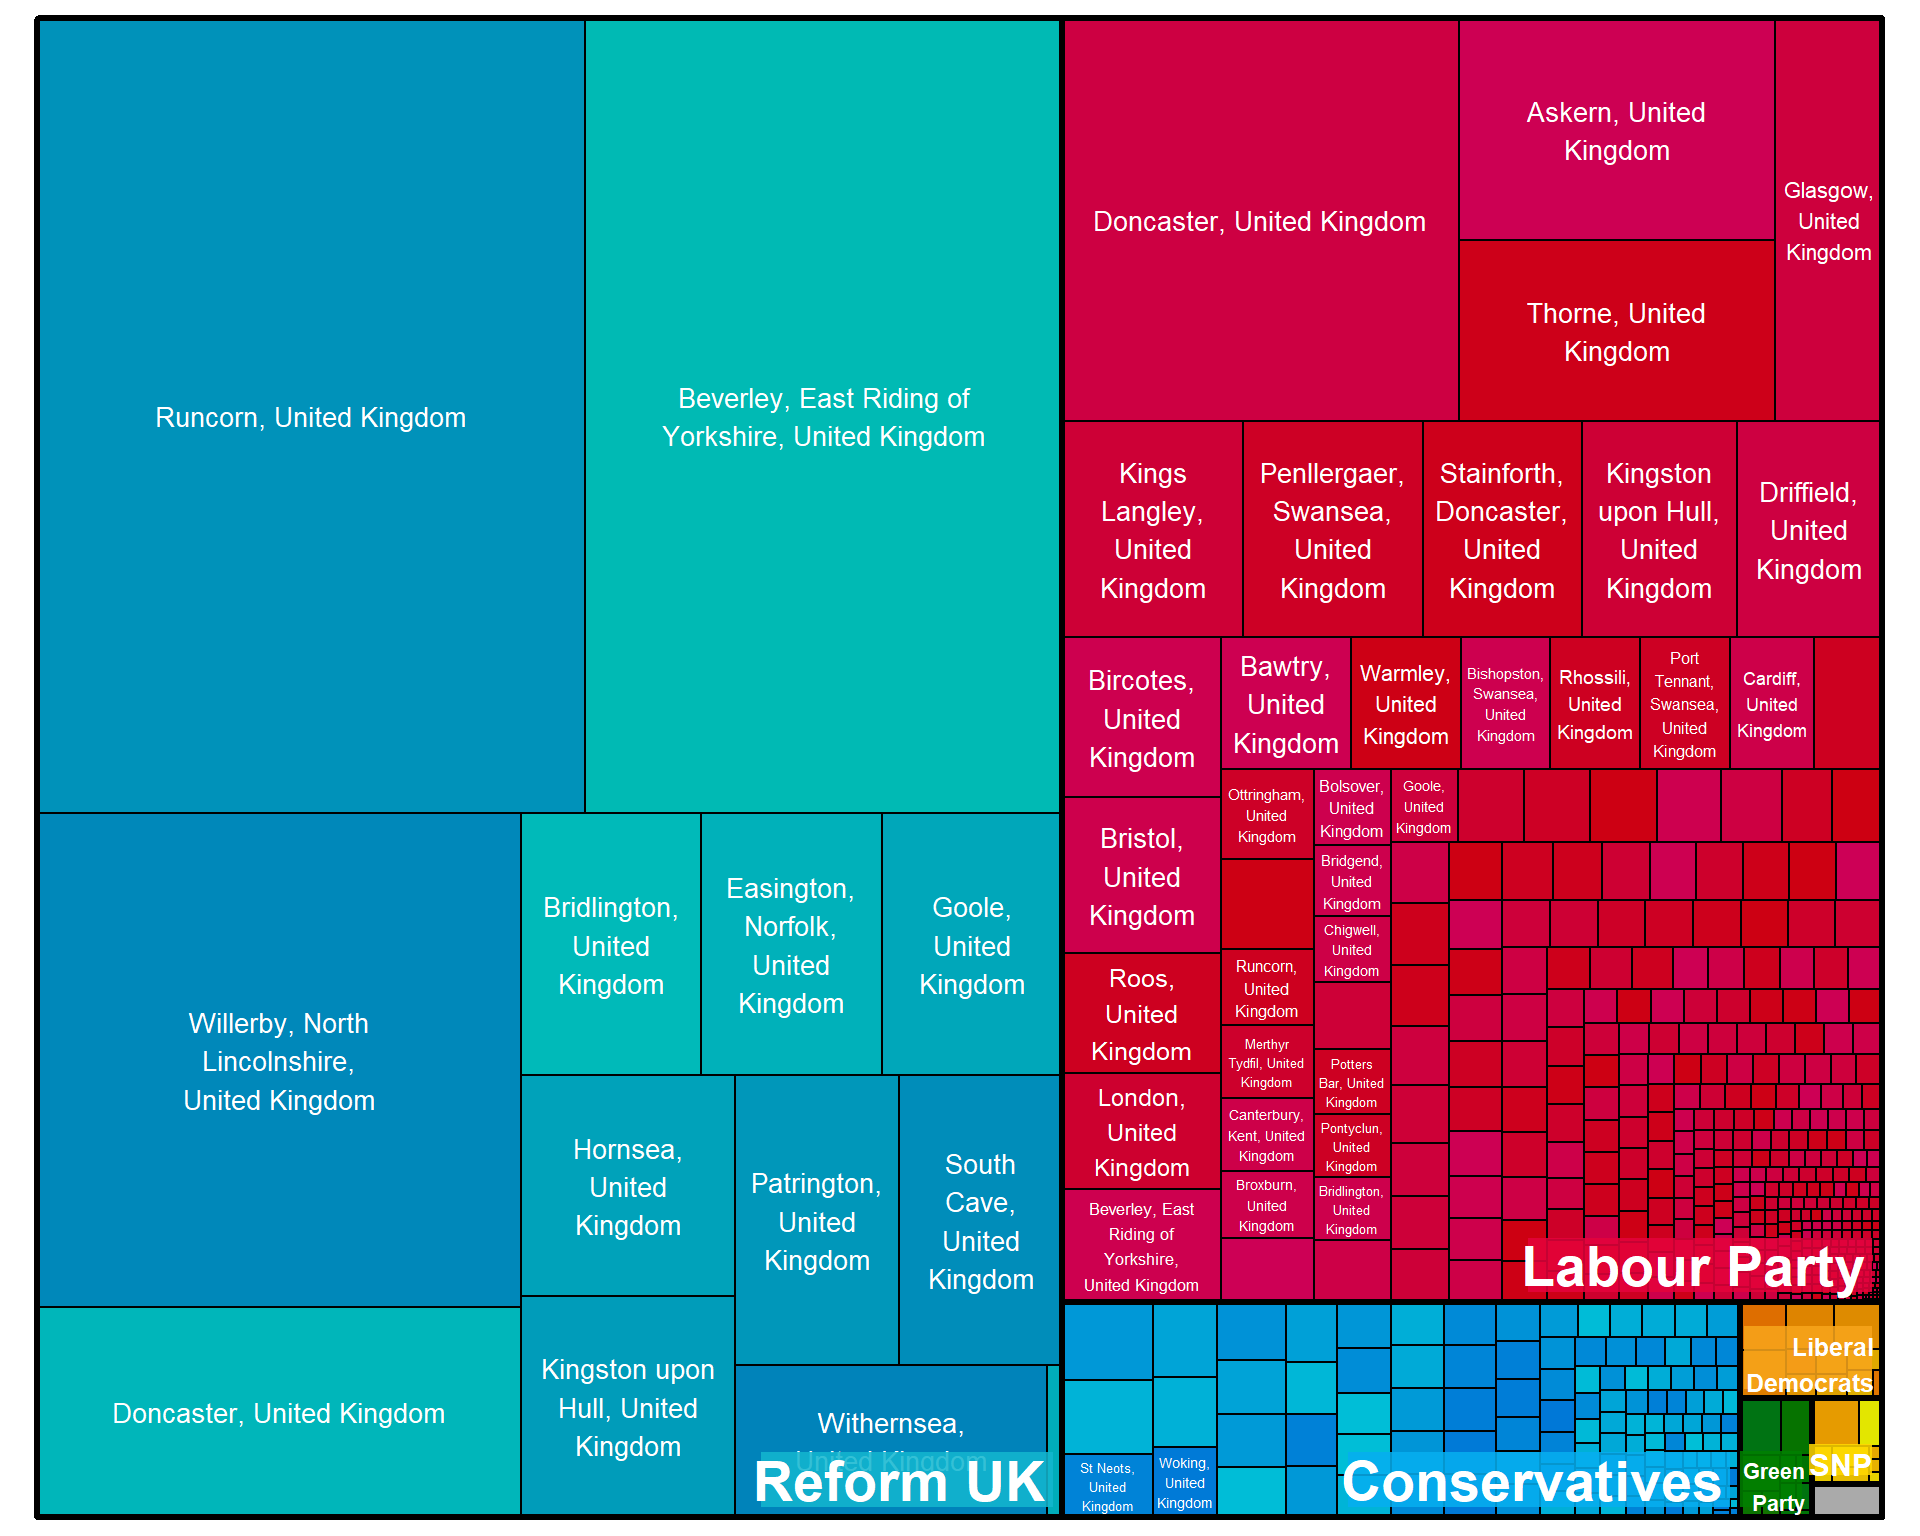 Runcorn, United Kingdom
Beverley, East Riding of
Yorkshire, United Kingdom
Willerby, North
Lincolnshire,
United Kingdom
Doncaster, United Kingdom
Bridlington,
United
Kingdom
Easington,
Norfolk,
United
Kingdom
Goole,
United
Kingdom
Hornsea,
United
Kingdom
Kingston upon
Hull, United
Kingdom
Patrington,
United
Kingdom
South
Cave,
United
Kingdom
Withernsea,
United Kingdom
Reform UK
Doncaster, United Kingdom
Askern, United
Kingdom
Thorne, United
Kingdom
Glasgow,
United
Kingdom
Kings
Langley,
United
Kingdom
Penllergaer,
Swansea,
United
Kingdom
Stainforth,
Doncaster,
United
Kingdom
Kingston
upon Hull,
United
Kingdom
Driffield,
United
Kingdom
Bircotes,
United
Kingdom
Bristol,
United
Kingdom
Roos,
United
Kingdom
London,
United
Kingdom
Beverley, East
Riding of
Yorkshire,
United Kingdom
Bawtry,
United
Kingdom
Warmley,
United
Kingdom
Bishopston,
Swansea,
United
Kingdom
Rhossili,
United
Kingdom
Port
Tennant,
Swansea,
United
Kingdom
Cardiff,
United
Kingdom
Ottringham,
United
Kingdom
Runcorn,
United
Kingdom
Merthyr
Tydfil, United
Kingdom
Canterbury,
Kent, United
Kingdom
Broxburn,
United
Kingdom
Bolsover,
United
Kingdom
Bridgend,
United
Kingdom
Chigwell,
United
Kingdom
Potters
Bar, United
Kingdom
Pontyclun,
United
Kingdom
Bridlington,
United
Kingdom
Goole,
United
Kingdom
Labour Party
St Neots,
United
Kingdom
Woking,
United
Kingdom
Conservatives
Liberal
Democrats
Green
Party
SNP